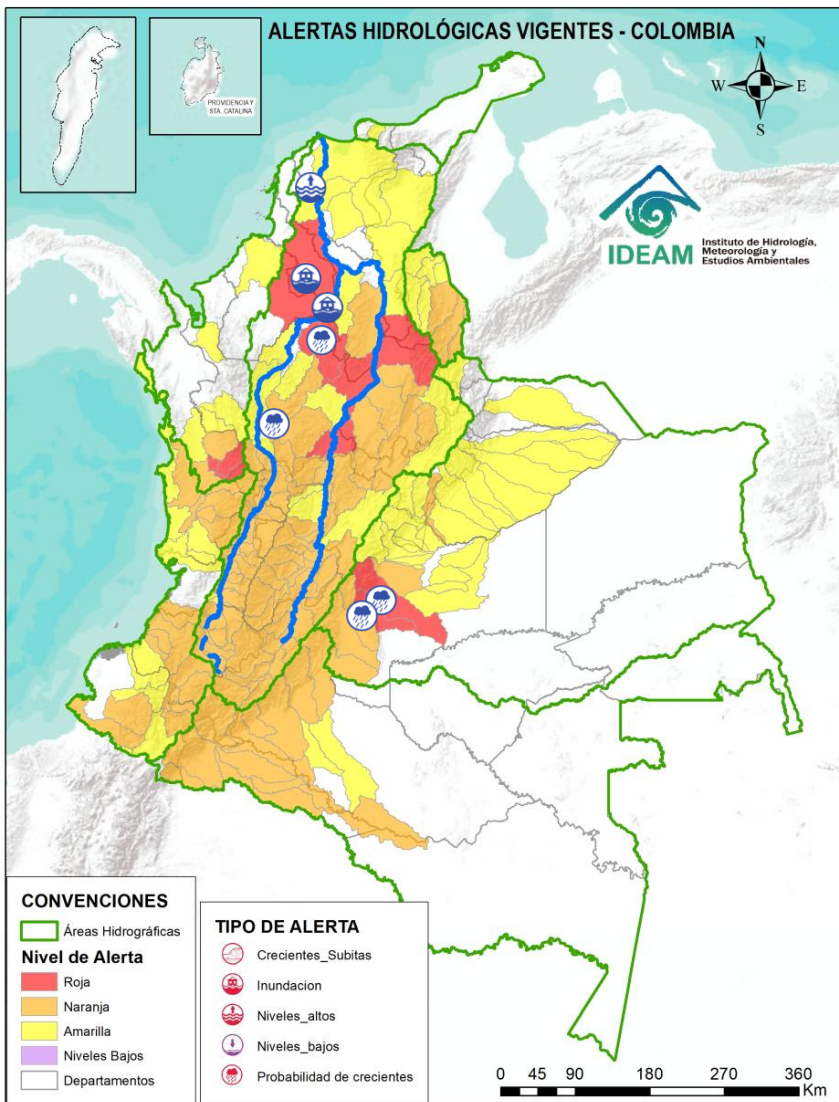 ALERTAS HIDROLÓGICAS VIGENTES - COLOMBIA
PROVIDENCIA Y
STA. CATALINA
N
W
E
S
IDEAM
Instituto de Hidrología,
Meteorología y
Estudios Ambientales
CONVENCIONES
Áreas Hidrográficas
Nivel de Alerta
Roja
Naranja
Amarilla
Niveles Bajos
Departamentos
TIPO DE ALERTA
Crecientes_Subitas
Inundacion
Niveles_altos
Niveles_bajos
Probabilidad de crecientes
0 45 90 180 270 360
Km